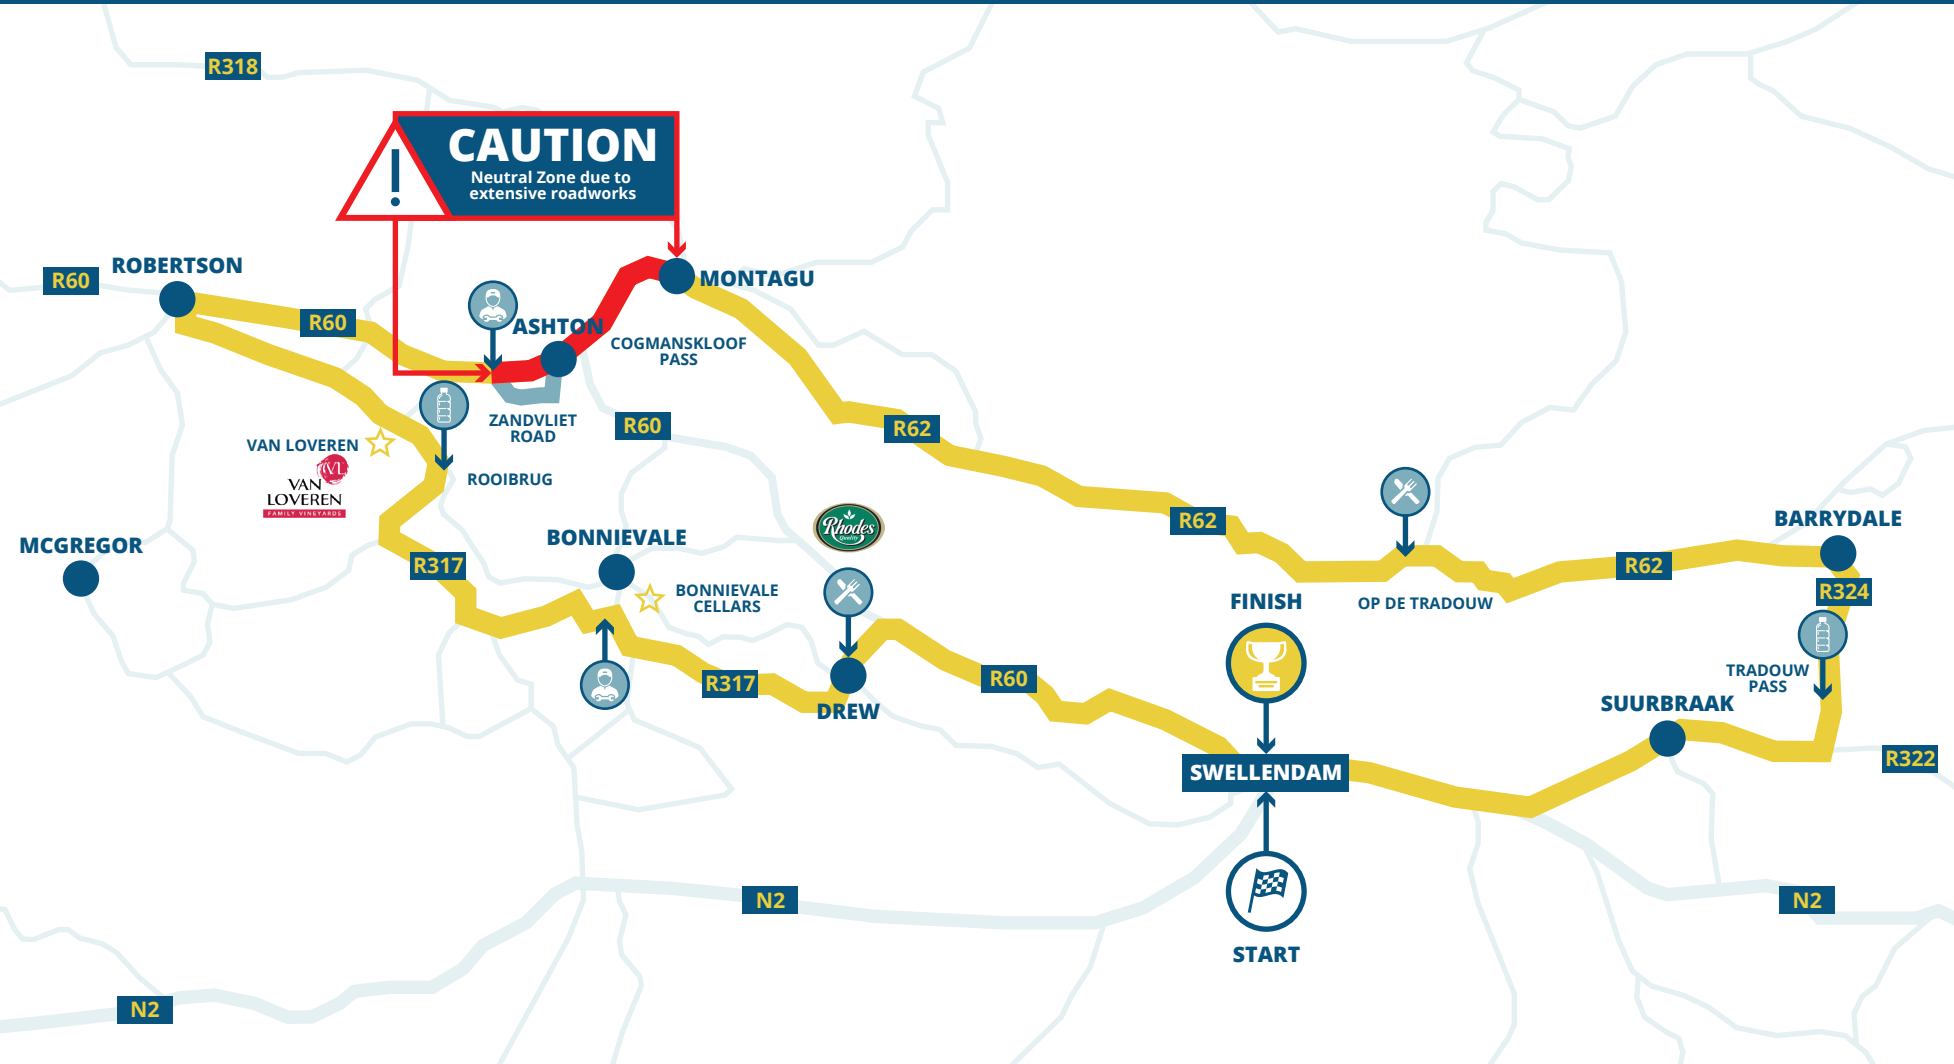 R318
CAUTION
Neutral Zone due to
extensive roadworks
ROBERTSON
R60
MONTAGU
R60
ASHTON
COGMANSKLOOF
PASS
ZANDVLIET
ROAD
R60
R62
VAN LOVEREN
VAN
LOVEREN
FAMILY VINEYARDS
ROOIBRUG
R62
BARRYDALE
MCGREGOR
BONNIEVALE
Rhodes
Quality
R317
R62
R324
BONNIEVALE
CELLARS
FINISH
OP DE TRADOUW
TRADOUW
PASS
R317
R60
DREW
SUURBRAAK
SWELLENDAM
R322
N2
N2
START
N2